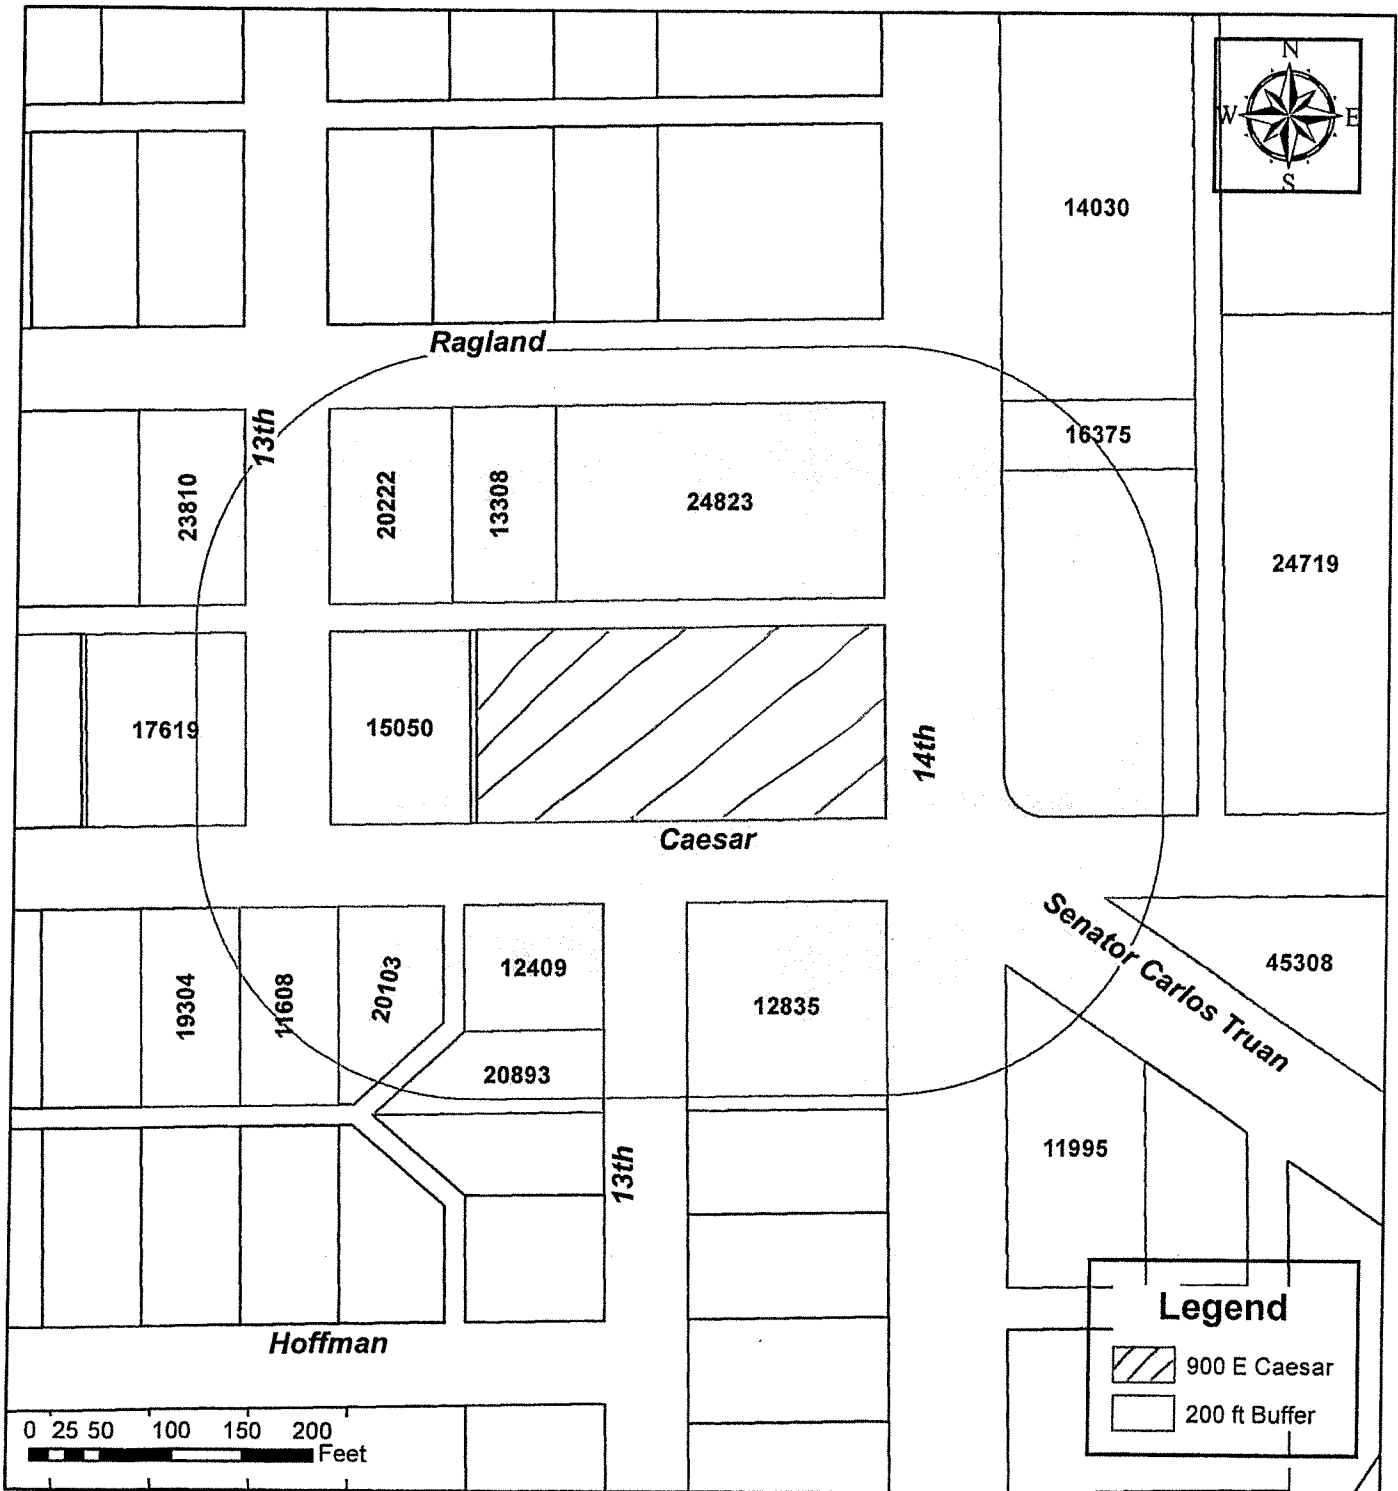 N
W E
S
14030
Ragland
13th
16375
23810
20222
13308
24823
24719
17619
15050
14th
Caesar
Senator Carlos Truan
19304
11608
20103
12409
12835
45308
20893
11995
13th
Hoffman
Legend
900 E Caesar
200 ft Buffer
0 25 50 100 150 200
Feet